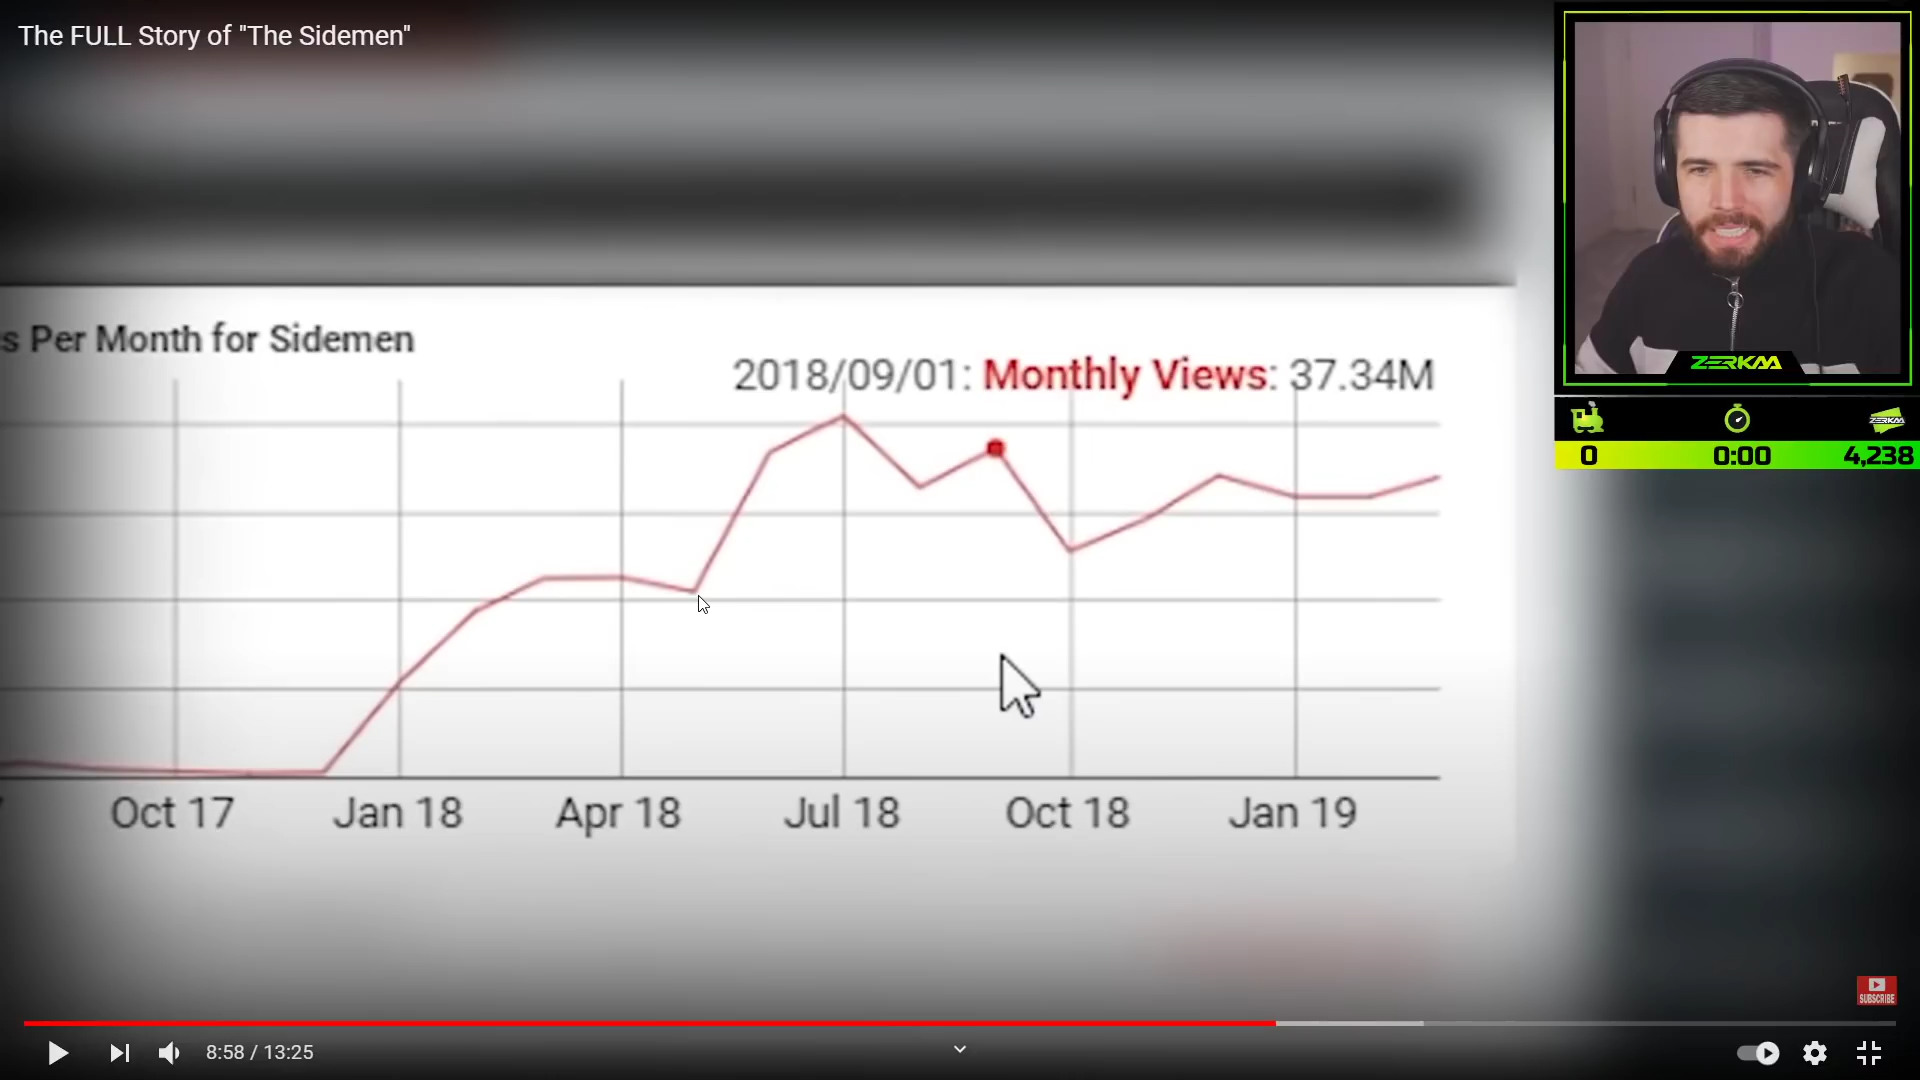 The FULL Story of "The Sidemen"
s Per Month for Sidemen
2018/09/01: Monthly Views: 37.34M
Oct 17 Jan 18 Apr 18 Jul 18 Oct 18 Jan 19
ZERKAA
ZERKAA
0 0:00 4,238
SUBSCRIBE
8:58 / 13:25